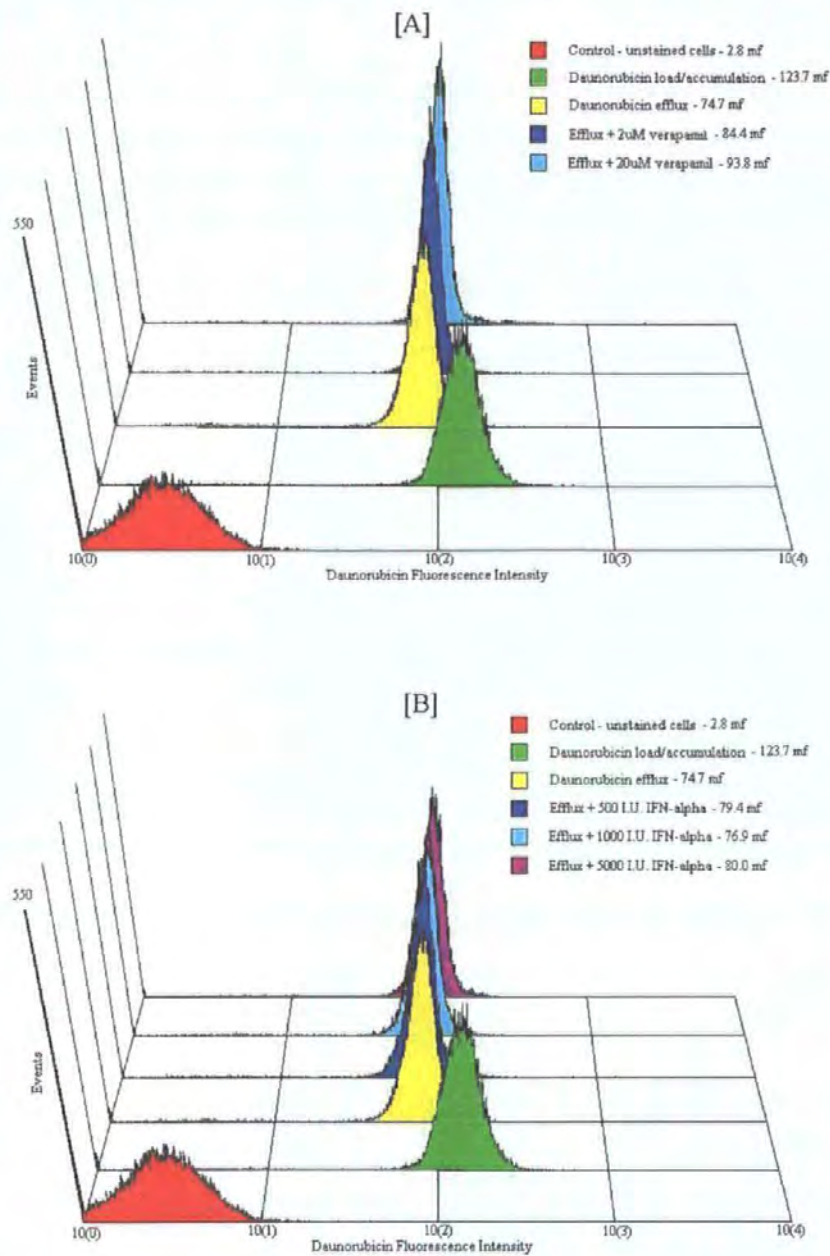 [A]
Control - unstained cells - 2.8 mf
Daunorubicin load/accumulation - 123.7 mf
Daunorubicin efflux - 74.7 mf
Efflux + 2uM verapamil - 84.4 mf
Efflux + 20uM verapamil - 93.8 mf
550
Events
10(0) 10(1) 10(2) 10(3) 10(4)
Daunorubicin Fluorescence Intensity
[B]
Control - unstained cells - 2.8 mf
Daunorubicin load/accumulation - 123.7 mf
Daunorubicin efflux - 74.7 mf
Efflux + 500 I.U. IFN-alpha - 79.4 mf
Efflux + 1000 I.U. IFN-alpha - 76.9 mf
Efflux + 5000 I.U. IFN-alpha - 80.0 mf
550
Events
10(0) 10(1) 10(2) 10(3) 10(4)
Daunorubicin Fluorescence Intensity